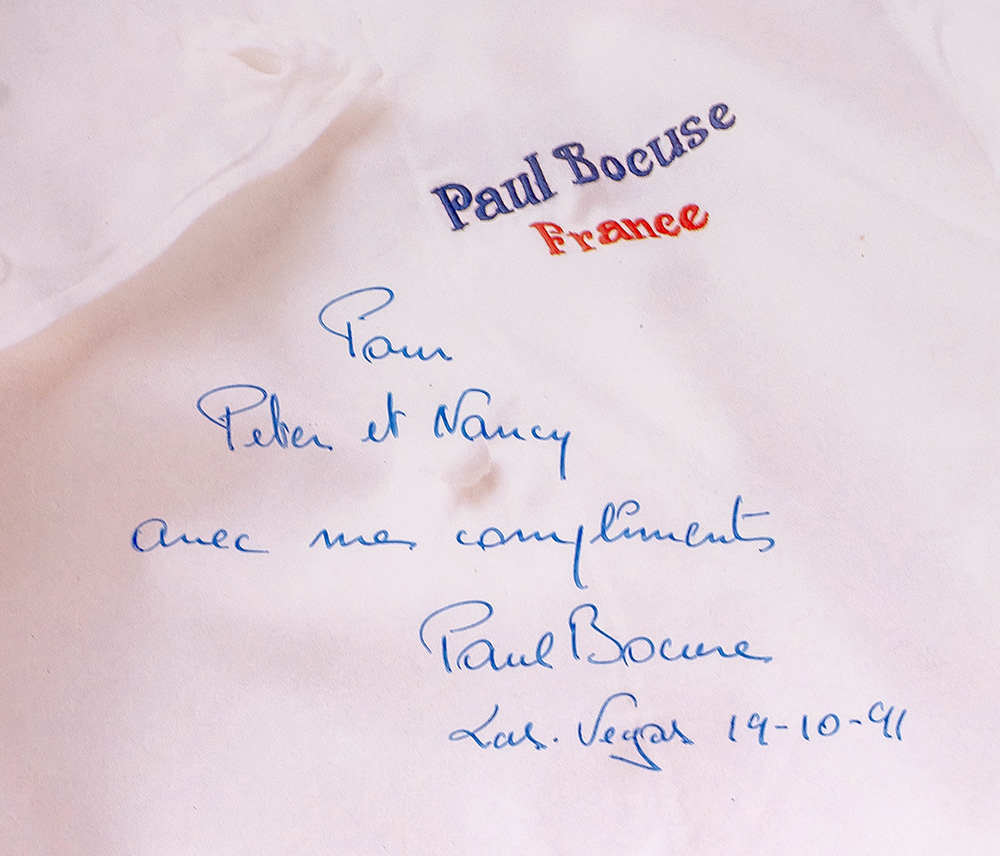 Paul Bocuse
France
Pour
Peter et Nancy
avec mes compliments
Paul Bocuse
Las. Vegas 19-10-91